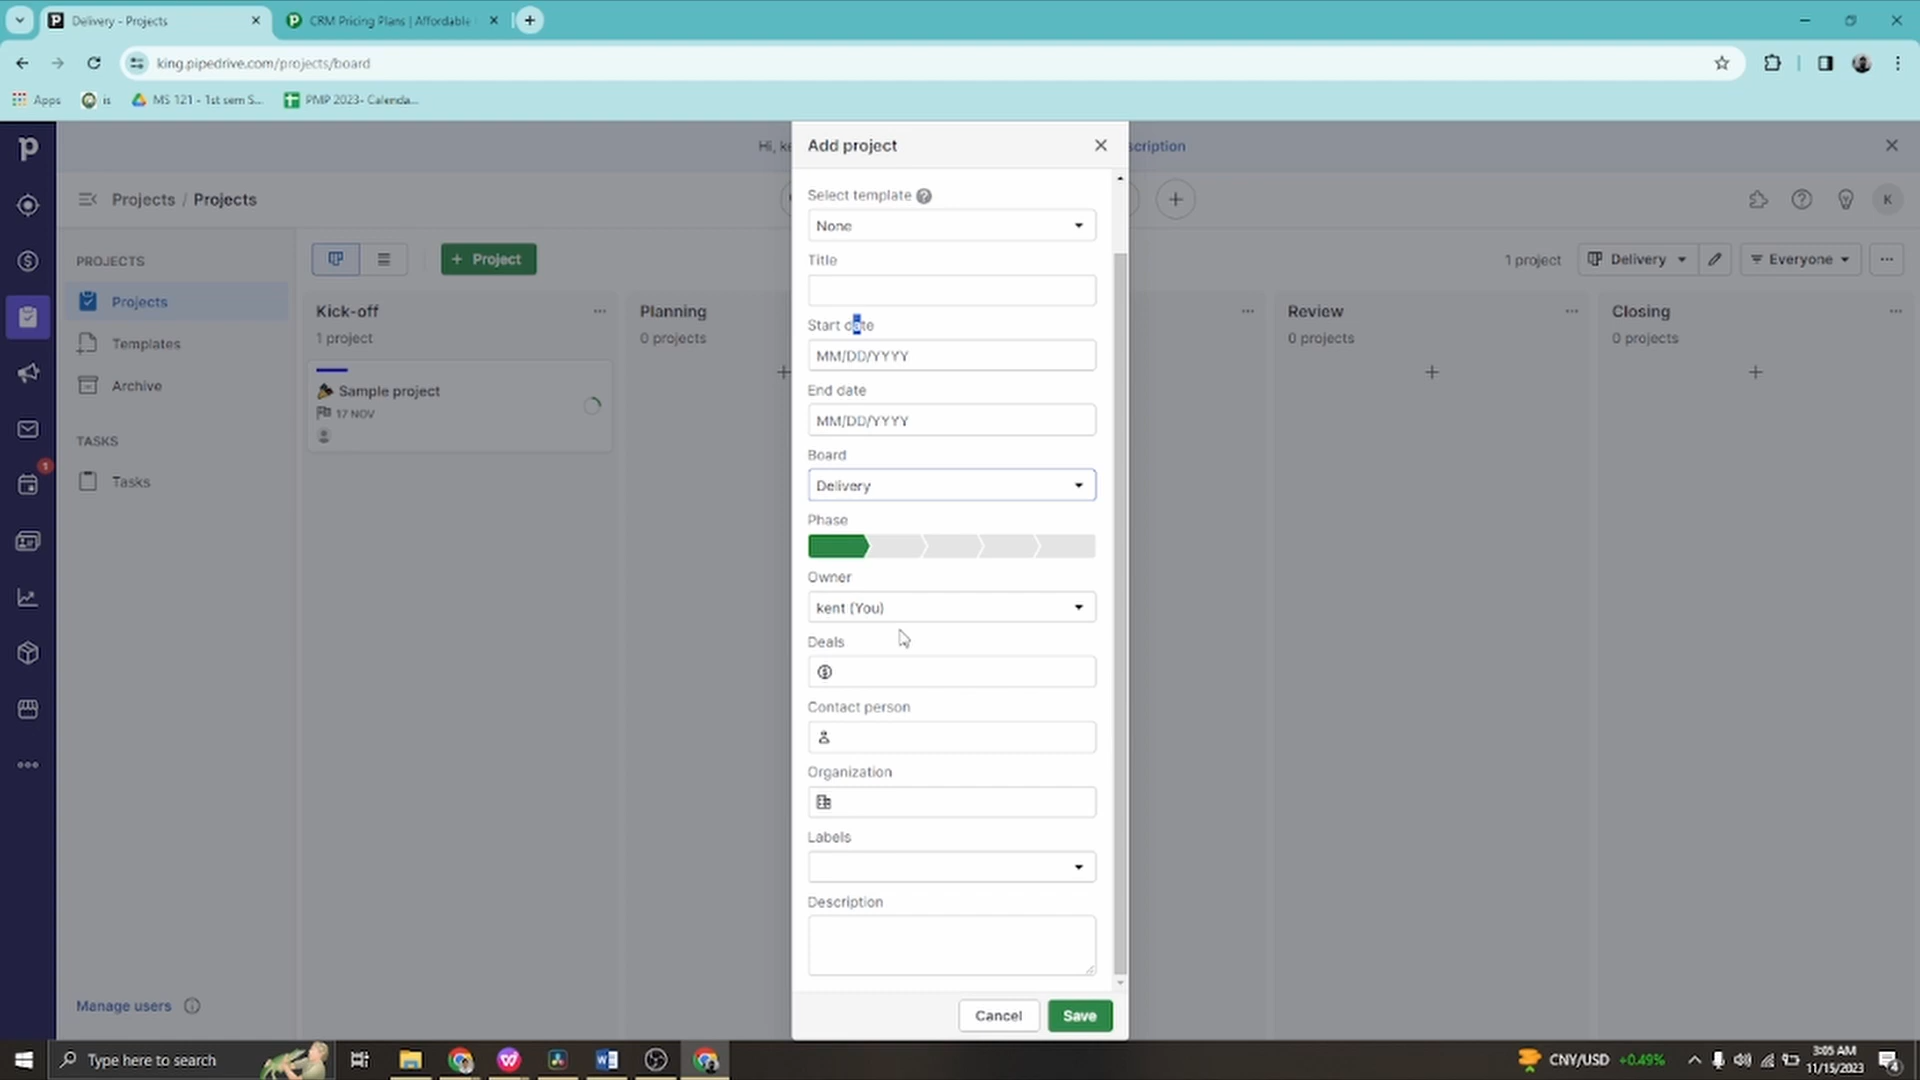 Delivery - Projects
CRM Pricing Plans | Affordable
king.pipedrive.com/projects/board
Apps
is
MS 121 - 1st sem S...
PMP 2023- Calenda...
Add project
Hi, ke
scription
Projects / Projects
K
Select template
None
PROJECTS
Projects
Templates
Archive
TASKS
Tasks
+ Project
1 project
Delivery
Everyone
Kick-off
1 project
Sample project
17 NOV
Planning
0 projects
Review
0 projects
Closing
0 projects
Title
Start date
MM/DD/YYYY
End date
MM/DD/YYYY
Board
Delivery
Phase
Owner
kent (You)
Deals
Contact person
Organization
Labels
Description
1
Manage users
Cancel
Save
Type here to search
CNY/USD +0.49%
3:05 AM
11/15/2023
4